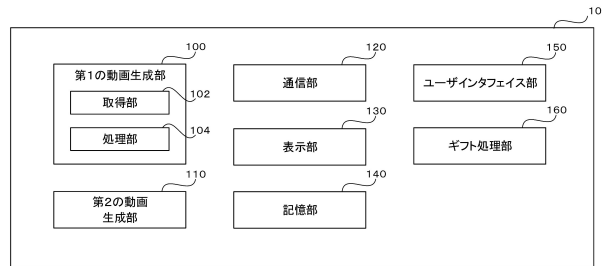 10
100
第1の動画生成部
取得部
102
処理部
104
110
第2の動画
生成部
120
通信部
130
表示部
140
記憶部
150
ユーザインタフェイス部
160
ギフト処理部